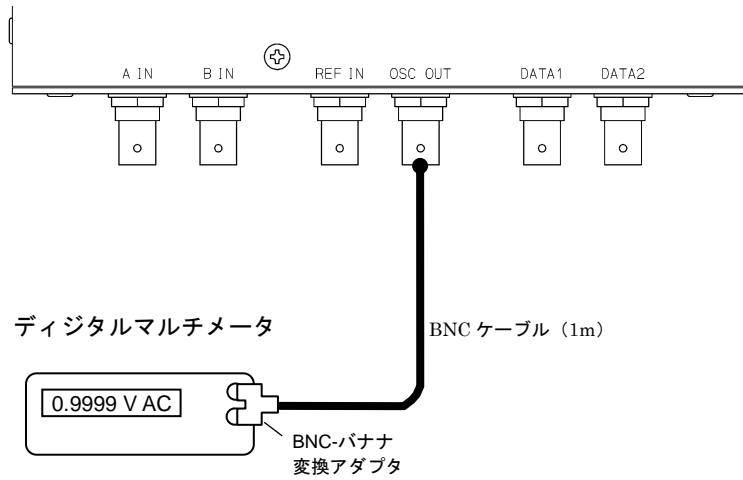 A IN B IN REF IN OSC OUT DATA1 DATA2
ディジタルマルチメータ
BNC ケーブル（1m）
0.9999 V AC
BNC-バナナ
変換アダプタ